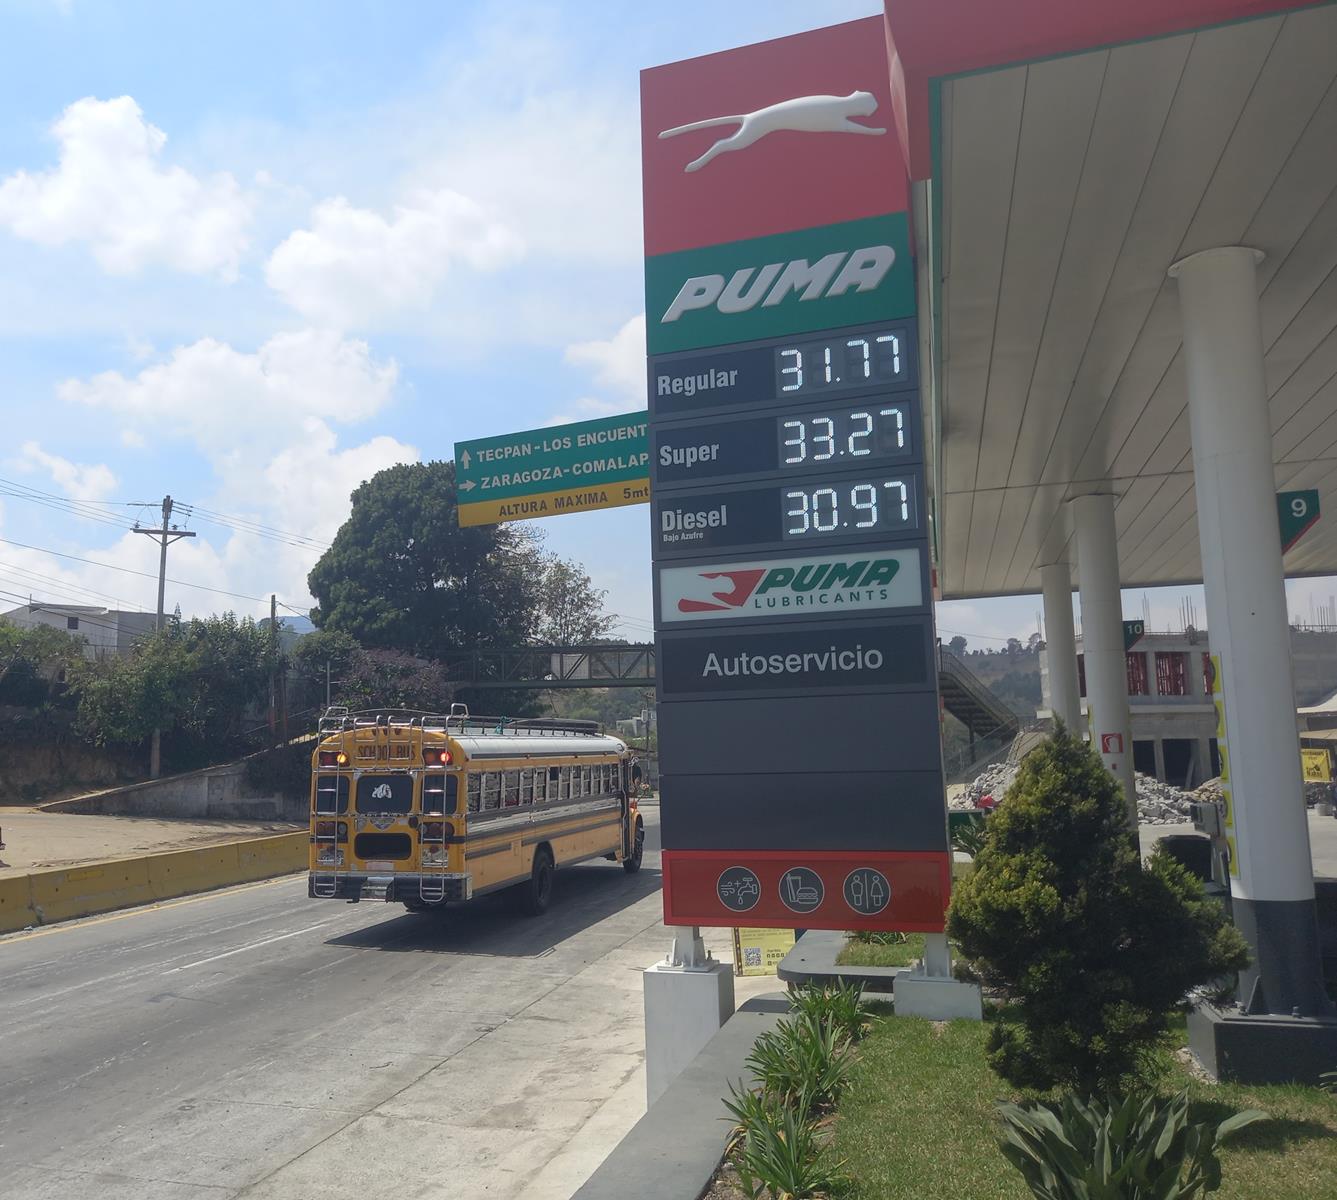 PUMA
Regular 31.77
Super 33.27
Diesel 30.97
Bajo Azufre
PUMA
LUBRICANTS
Autoservicio
TECPAN-LOS ENCUENT
ZARAGOZA-COMALAP
ALTURA MAXIMA 5mt
SCHOOL BUS
9
10